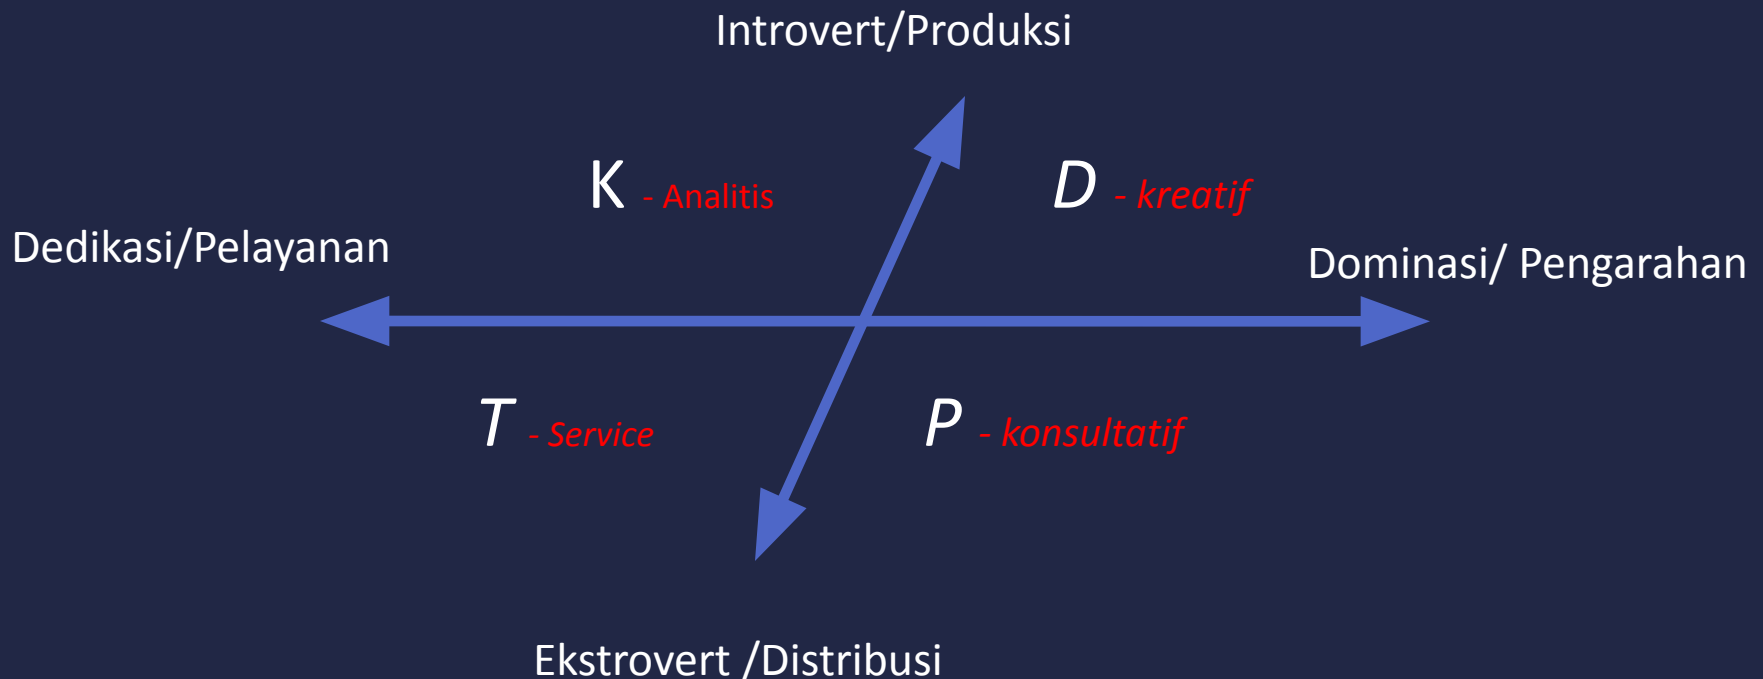 Introvert/Produksi
K - Analitis
D - kreatif
Dedikasi/Pelayanan
Dominasi/ Pengarahan
T - Service
P - konsultatif
Ekstrovert /Distribusi